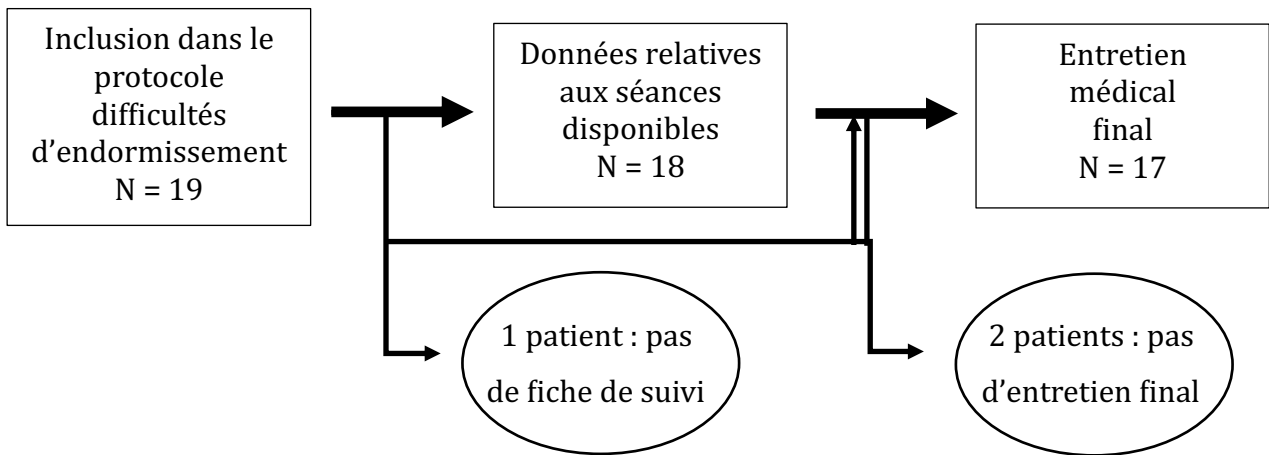 Inclusion dans le
protocole
difficultés
d’endormissement
N = 19
Données relatives
aux séances
disponibles
N = 18
Entretien
médical
final
N = 17
1 patient : pas
de fiche de suivi
2 patients : pas
d’entretien final